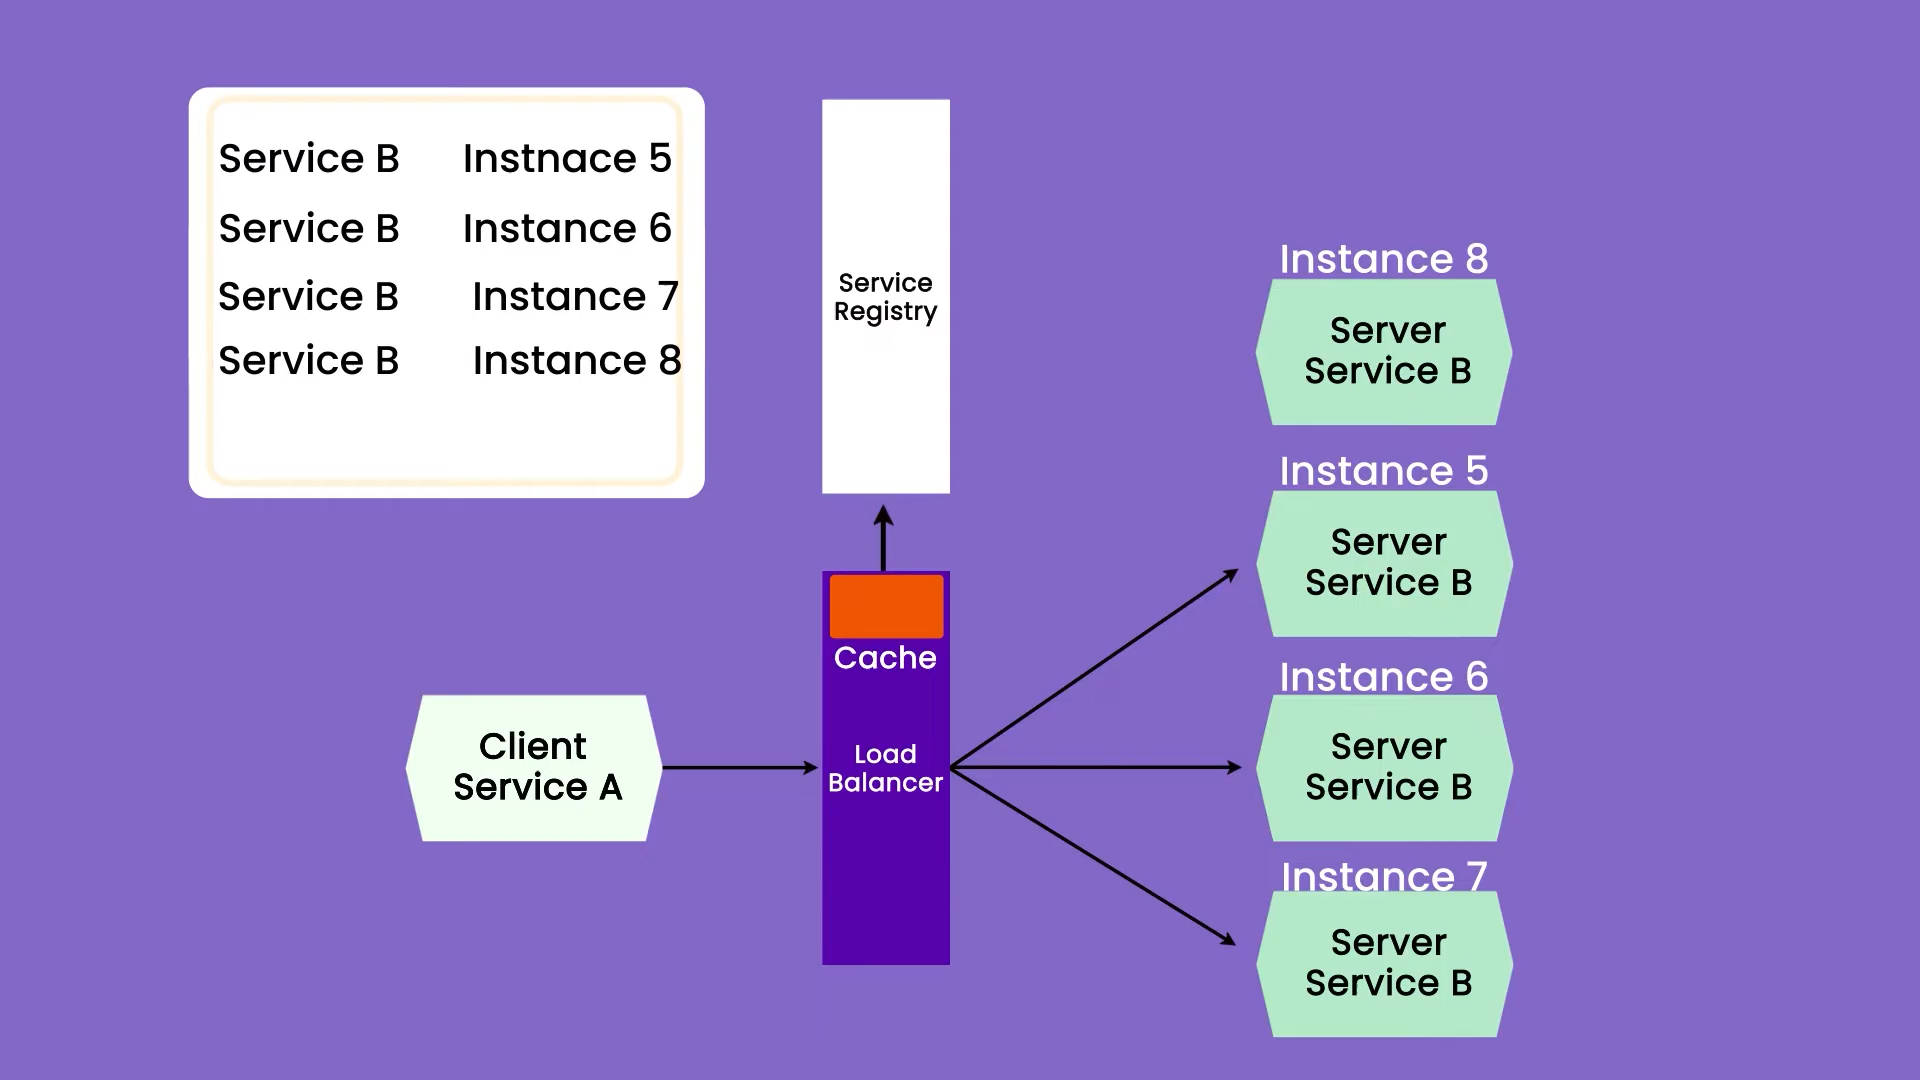 Service B Instnace 5
Service B Instance 6
Service B Instance 7
Service B Instance 8
Service
Registry
Cache
Load
Balancer
Client
Service A
Instance 8
Server
Service B
Instance 5
Server
Service B
Instance 6
Server
Service B
Instance 7
Server
Service B